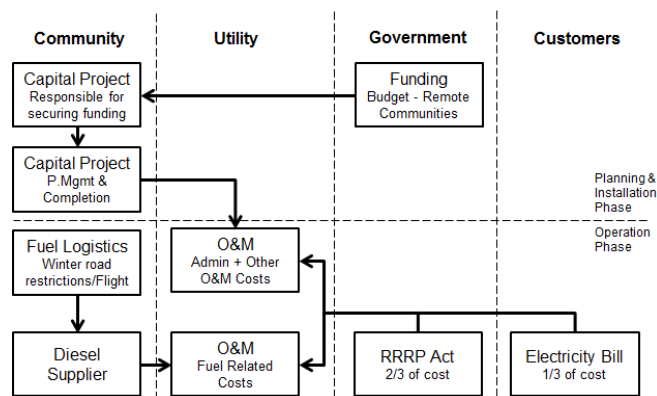 Community
Utility
Government
Customers
Capital Project
Responsible for
securing funding
Funding
Budget - Remote
Communities
Capital Project
P.Mgmt &
Completion
Planning &
Installation
Phase
Operation
Phase
Fuel Logistics
Winter road
restrictions/Flight
O&M
Admin + Other
O&M Costs
Diesel
Supplier
O&M
Fuel Related
Costs
RRRP Act
2/3 of cost
Electricity Bill
1/3 of cost